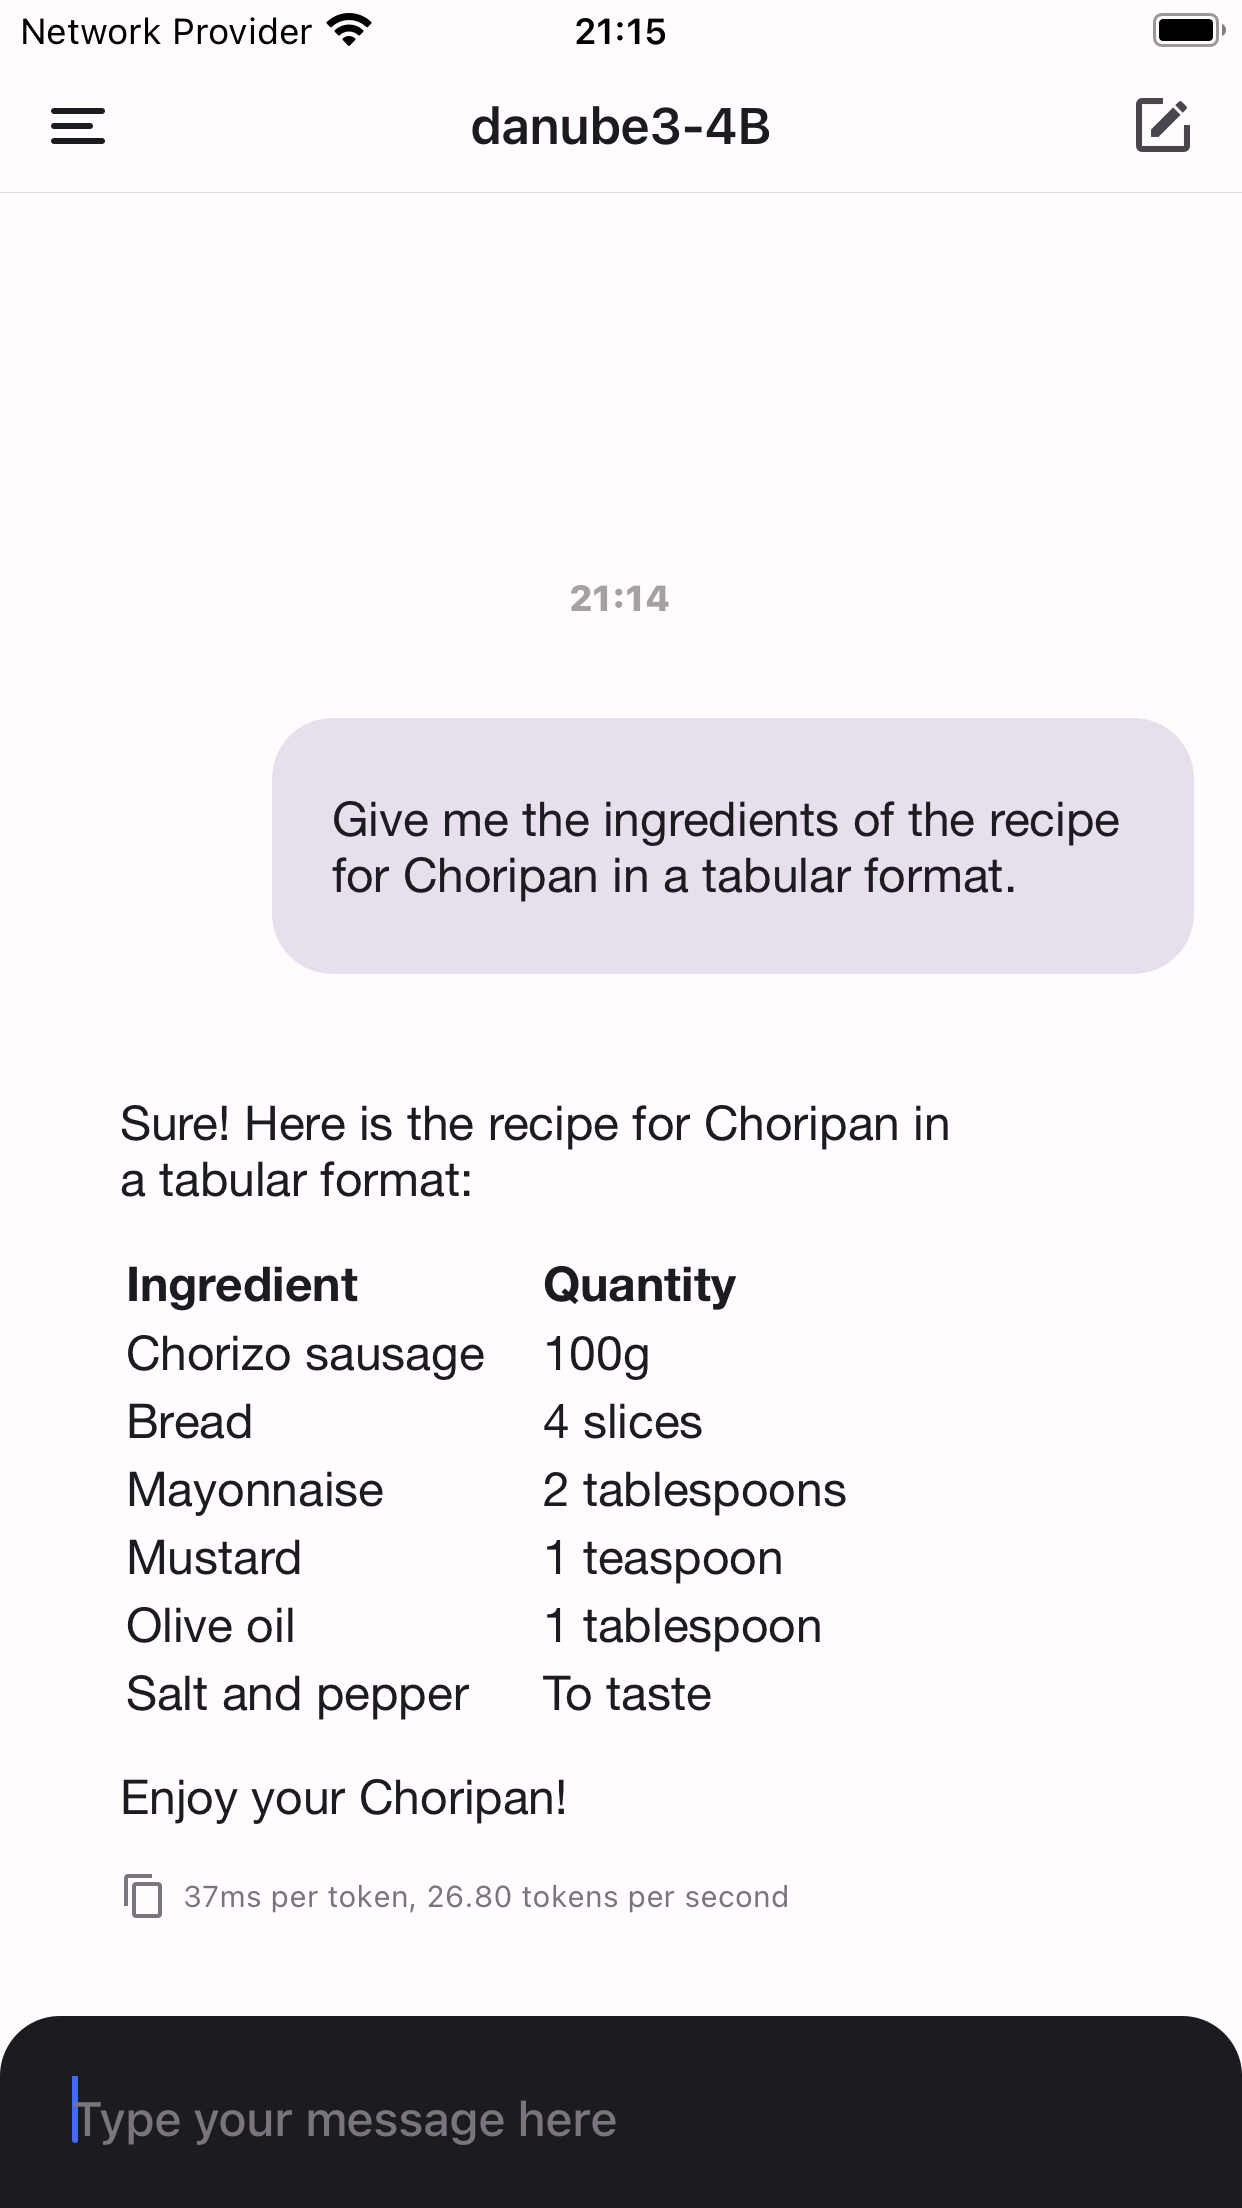 Network Provider 21:15
danube3-4B
21:14
Give me the ingredients of the recipe
for Choripan in a tabular format.
Sure! Here is the recipe for Choripan in
a tabular format:
Ingredient Quantity
Chorizo sausage 100g
Bread 4 slices
Mayonnaise 2 tablespoons
Mustard 1 teaspoon
Olive oil 1 tablespoon
Salt and pepper To taste
Enjoy your Choripan!
37ms per token, 26.80 tokens per second
Type your message here